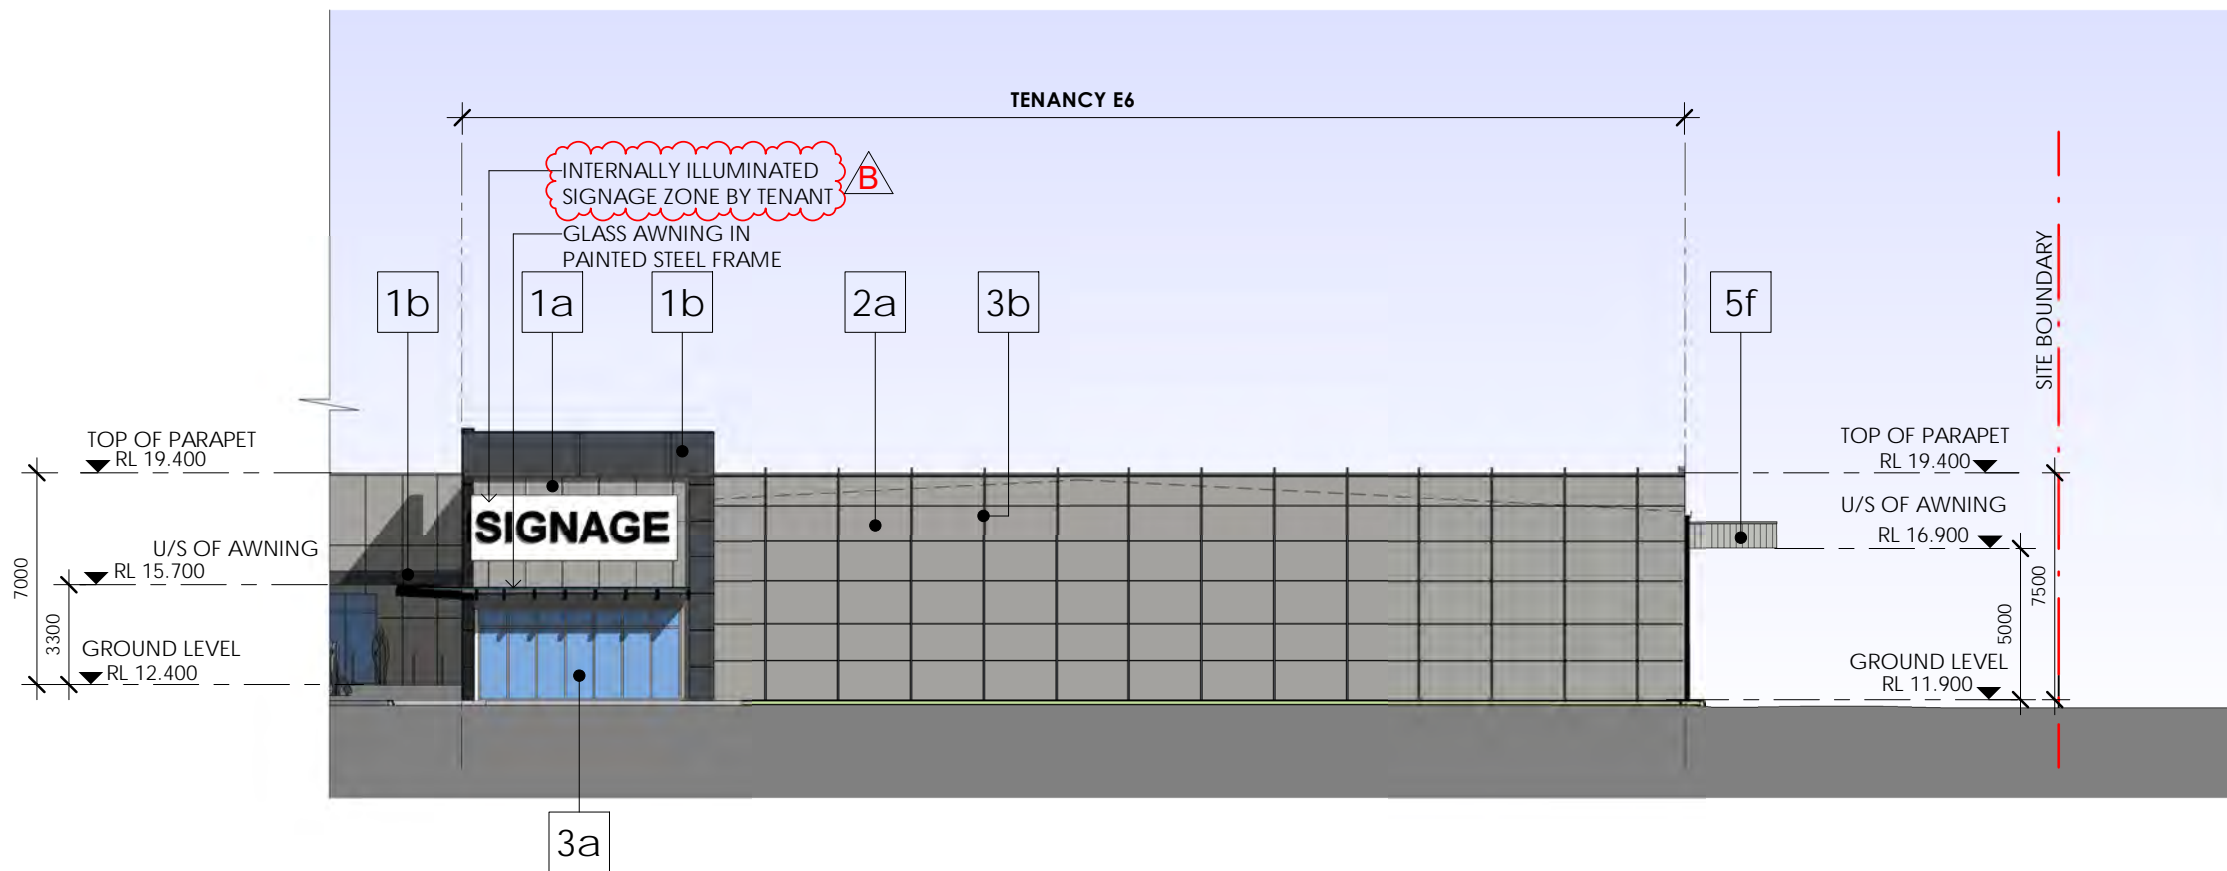 TENANCY E6
INTERNALLY ILLUMINATED
SIGNAGE ZONE BY TENANT
B
GLASS AWNING IN
PAINTED STEEL FRAME
1b
1a
1b
2a
3b
5f
SITE BOUNDARY
TOP OF PARAPET
RL 19.400
U/S OF AWNING
RL 15.700
GROUND LEVEL
RL 12.400
7000
3300
SIGNAGE
TOP OF PARAPET
RL 19.400
U/S OF AWNING
RL 16.900
GROUND LEVEL
RL 11.900
5000
7500
3a